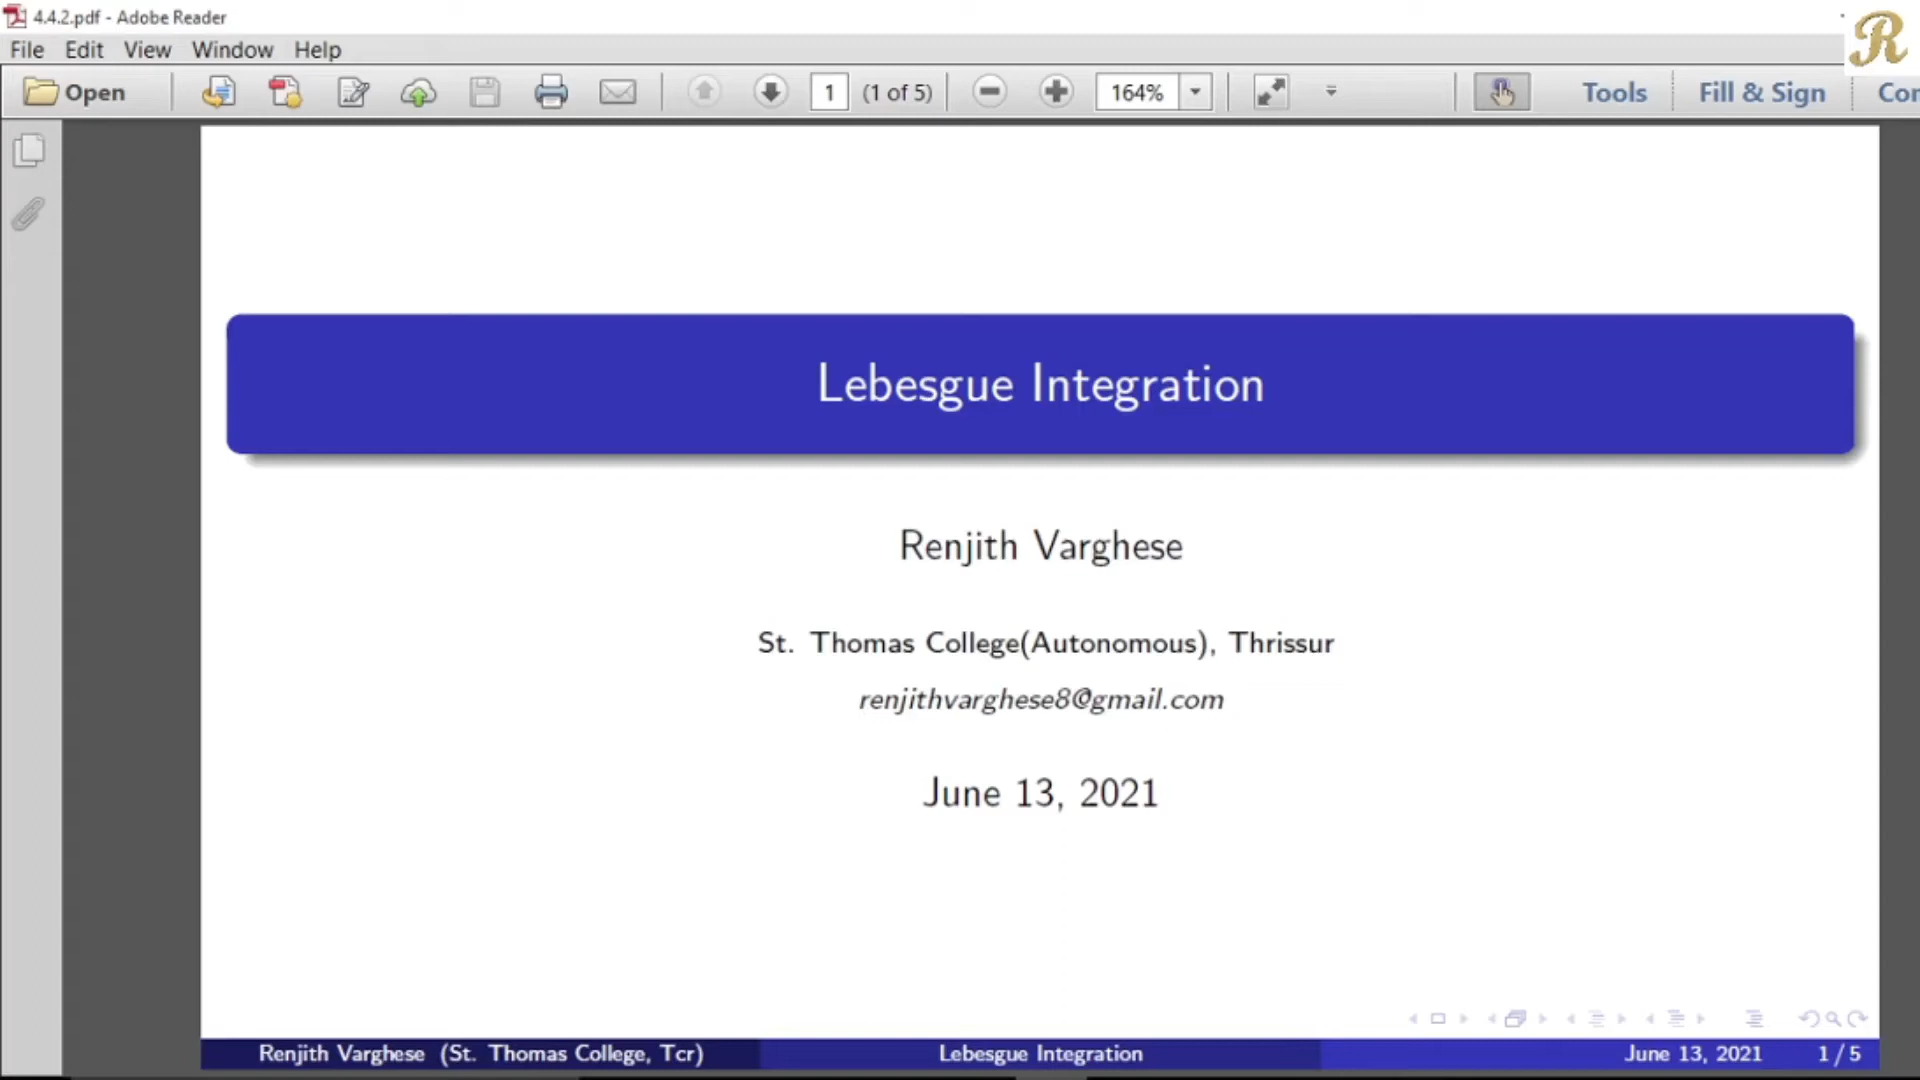 4.4.2.pdf - Adobe Reader
R
File Edit View Window Help
Open 1 (1 of 5) 164% Tools Fill & Sign
Lebesgue Integration
Renjith Varghese
St. Thomas College(Autonomous), Thrissur
renjithvarghese8@gmail.com
June 13, 2021
Renjith Varghese (St. Thomas College, Tcr) Lebesgue Integration June 13, 2021 1 / 5